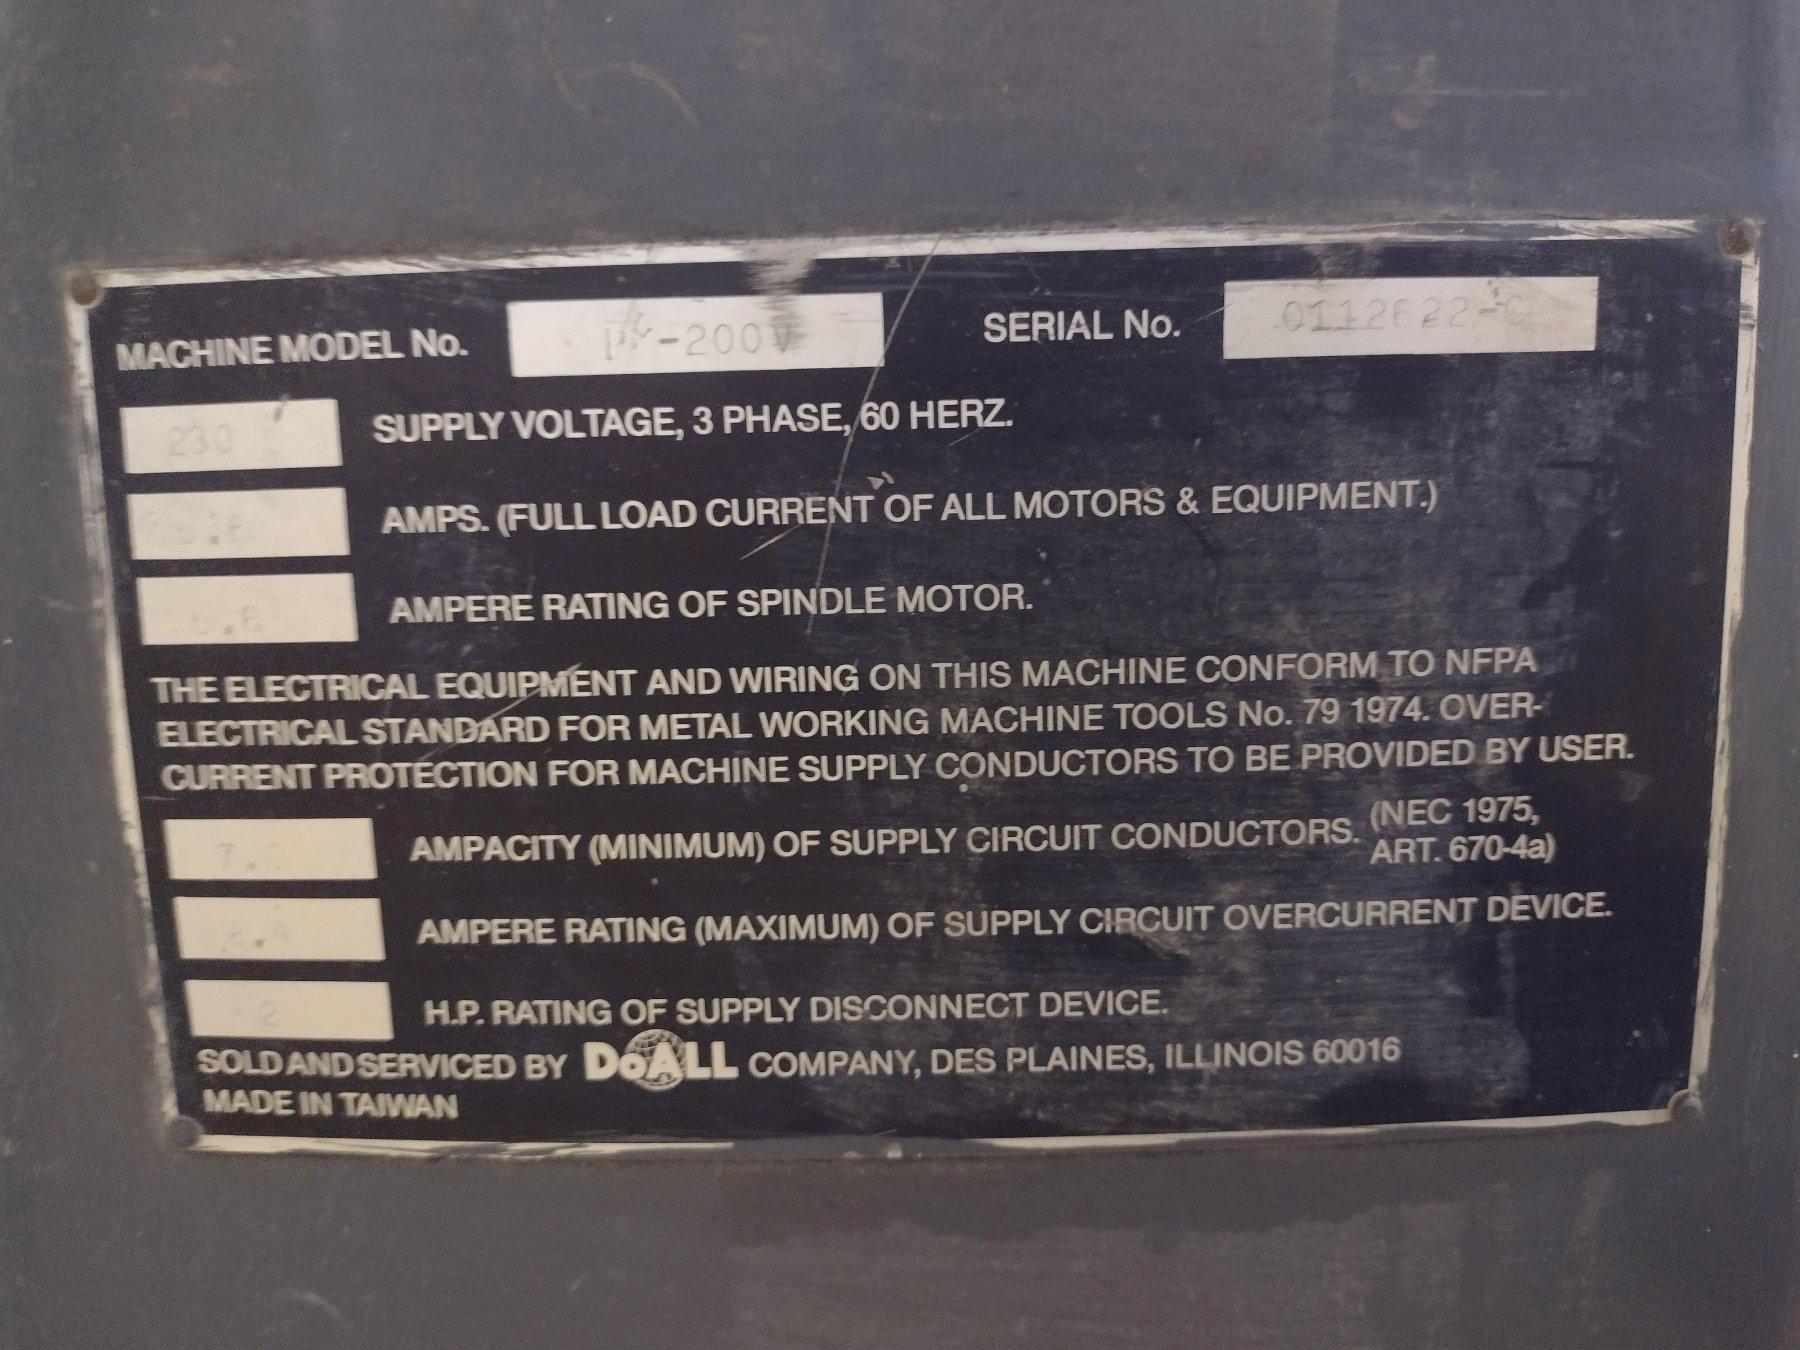 MACHINE MODEL No. -200V SERIAL No. 0112622-C
230 SUPPLY VOLTAGE, 3 PHASE, 60 HERZ.
AMPS. (FULL LOAD CURRENT OF ALL MOTORS & EQUIPMENT.)
AMPERE RATING OF SPINDLE MOTOR.
THE ELECTRICAL EQUIPMENT AND WIRING ON THIS MACHINE CONFORM TO NFPA
ELECTRICAL STANDARD FOR METAL WORKING MACHINE TOOLS No. 79 1974. OVER-
CURRENT PROTECTION FOR MACHINE SUPPLY CONDUCTORS TO BE PROVIDED BY USER.
AMPACITY (MINIMUM) OF SUPPLY CIRCUIT CONDUCTORS. (NEC 1975,
ART. 670-4a)
AMPERE RATING (MAXIMUM) OF SUPPLY CIRCUIT OVERCURRENT DEVICE.
2 H.P. RATING OF SUPPLY DISCONNECT DEVICE.
SOLD AND SERVICED BY DoALL COMPANY, DES PLAINES, ILLINOIS 60016
MADE IN TAIWAN